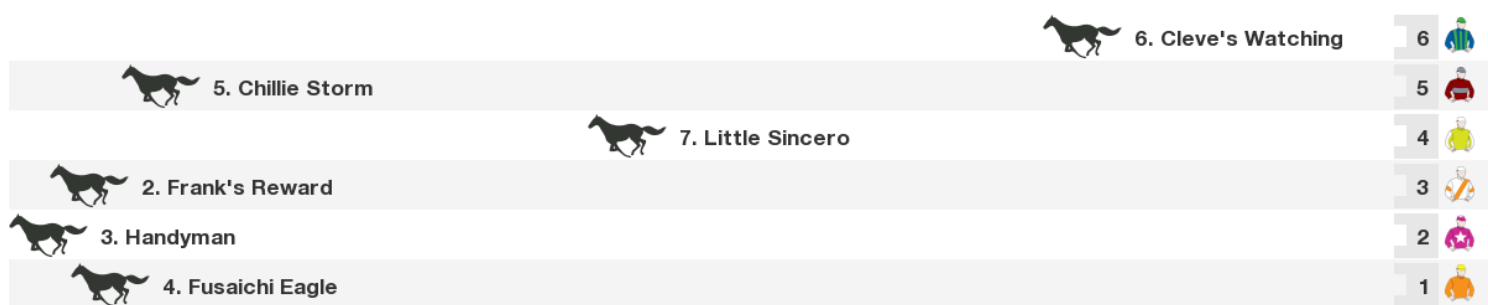 6. Cleve's Watching 6
5. Chillie Storm 5
7. Little Sincero 4
2. Frank's Reward 3
3. Handyman 2
4. Fusaichi Eagle 1